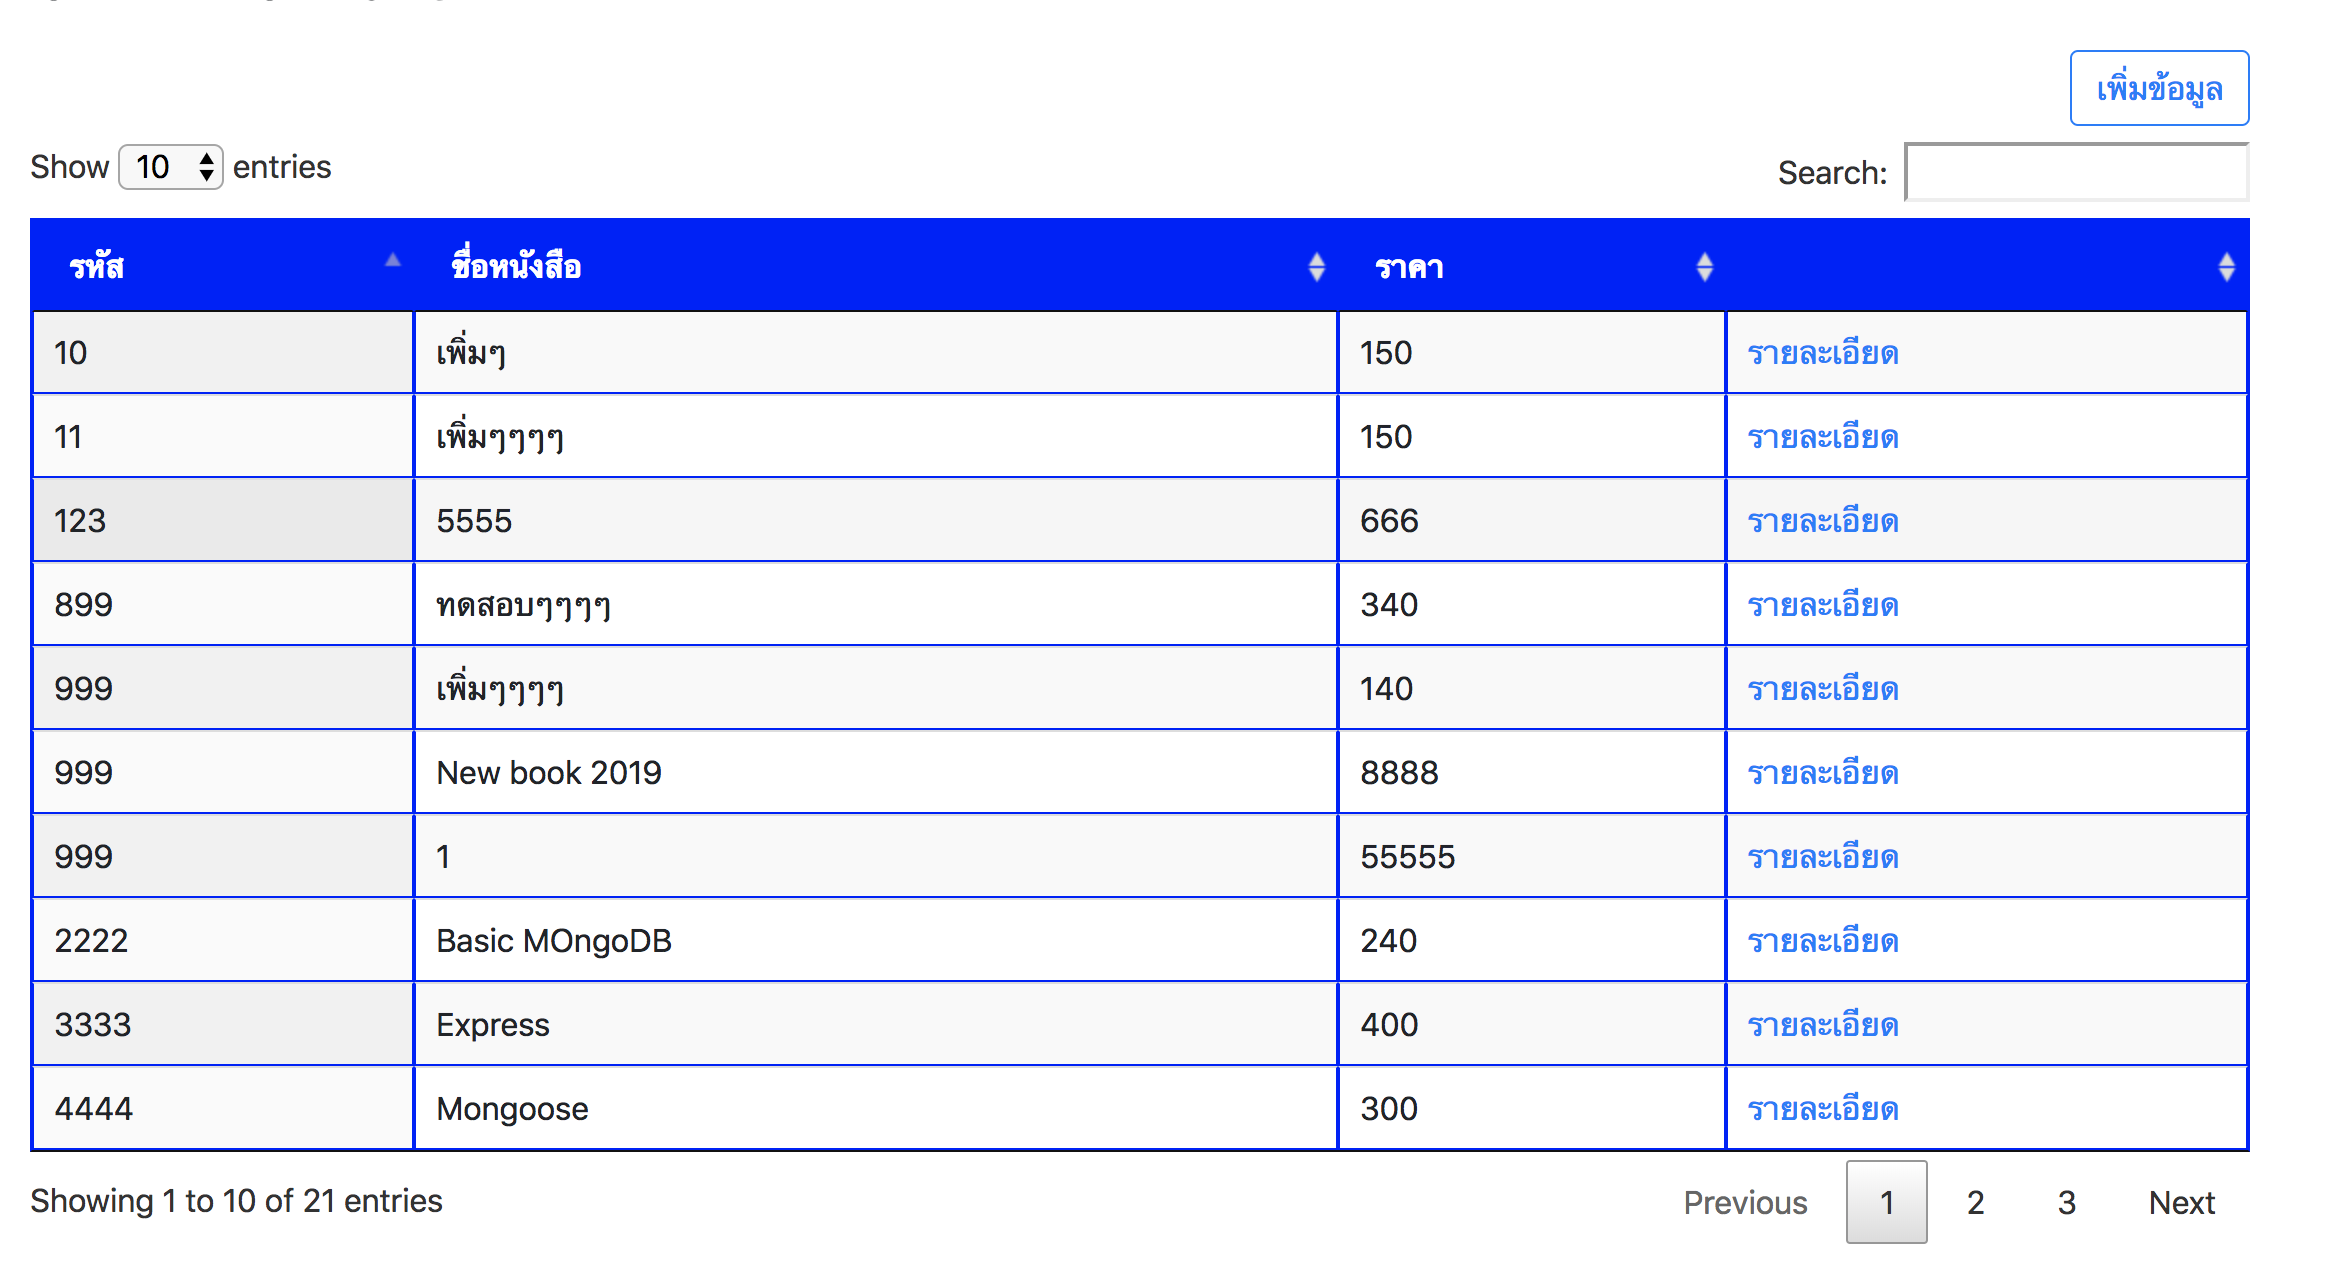 เพิ่มข้อมูล
Show 10 entries Search:
รหัส ชื่อหนังสือ ราคา
10 เพิ่มๆ 150 รายละเอียด
11 เพิ่มๆๆๆๆ 150 รายละเอียด
123 5555 666 รายละเอียด
899 ทดสอบๆๆๆๆ 340 รายละเอียด
999 เพิ่มๆๆๆๆ 140 รายละเอียด
999 New book 2019 8888 รายละเอียด
999 1 55555 รายละเอียด
2222 Basic MOngoDB 240 รายละเอียด
3333 Express 400 รายละเอียด
4444 Mongoose 300 รายละเอียด
Showing 1 to 10 of 21 entries Previous 1 2 3 Next